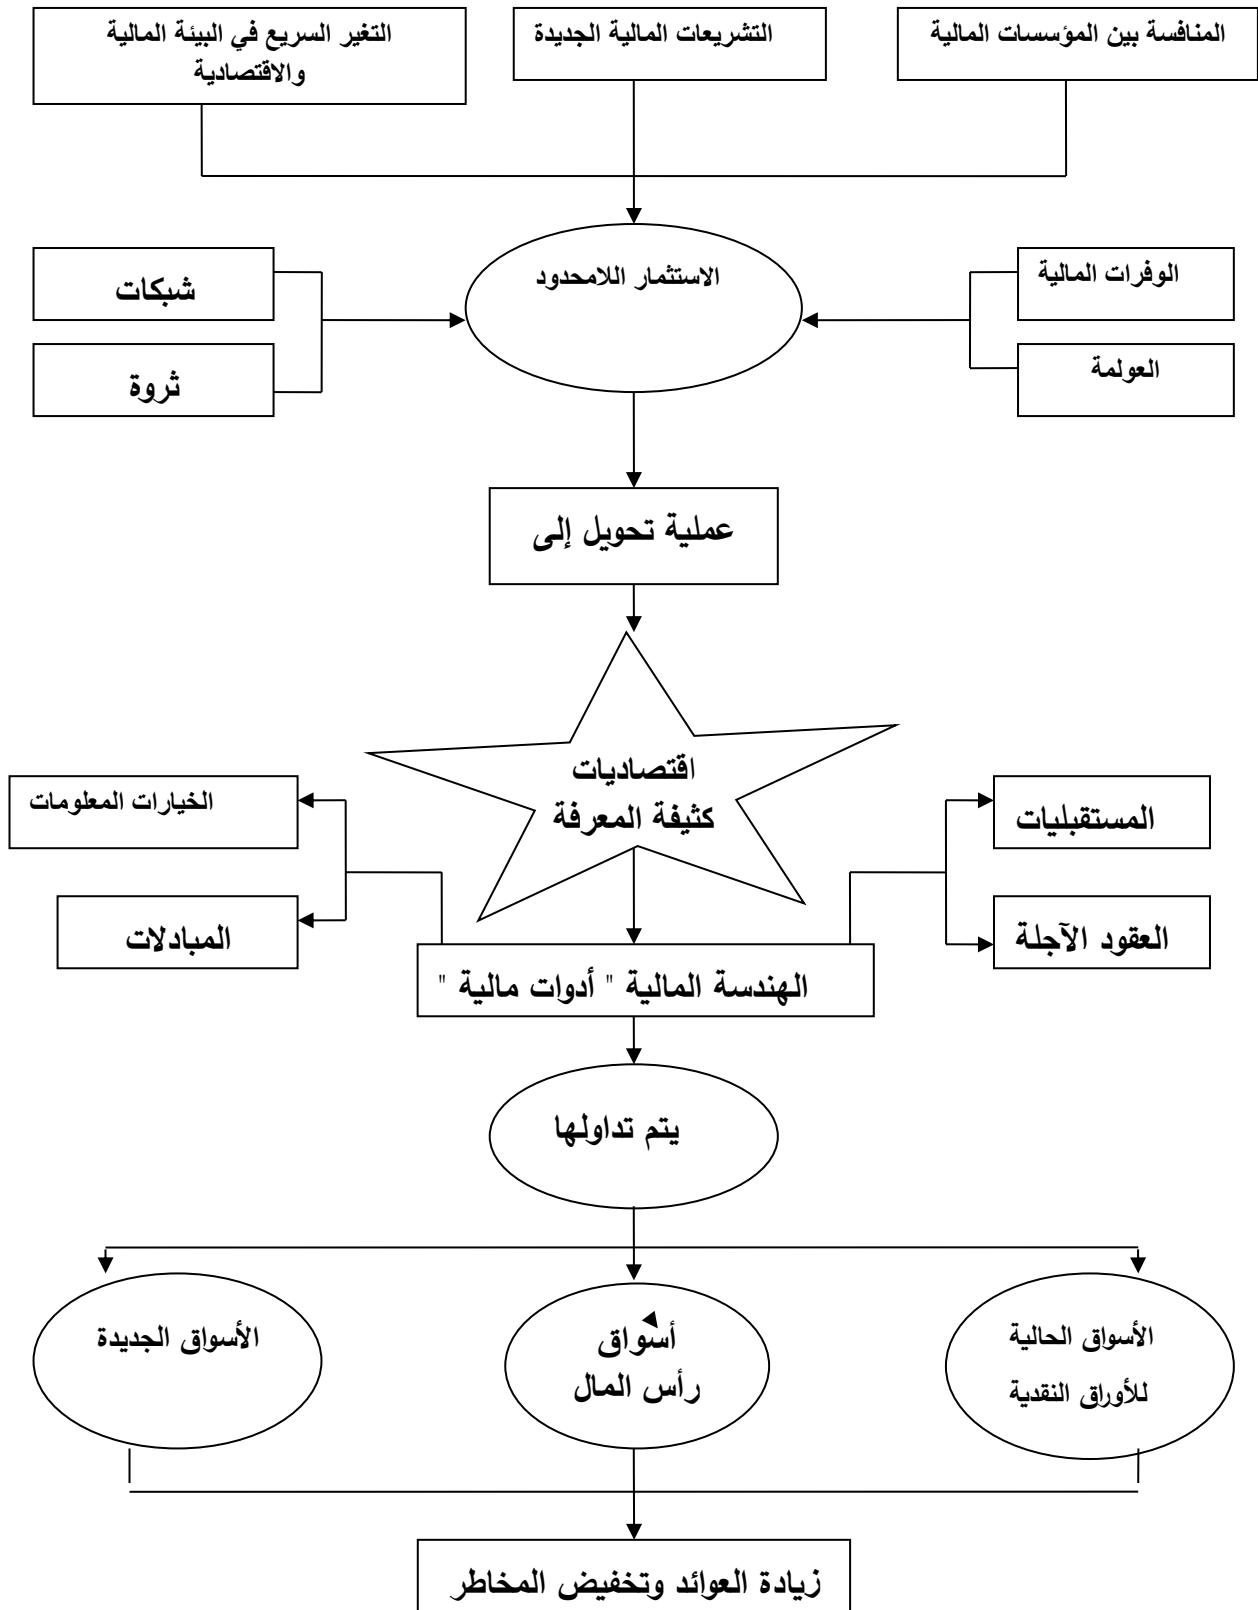 المنافسة بين المؤسسات المالية
التشريعات المالية الجديدة
التغير السريع في البيئة المالية
والاقتصادية
الاستثمار اللامحدود
الوفرات المالية
العولمة
شبكات
ثروة
عملية تحويل إلى
اقتصاديات
كثيفة المعرفة
المستقبليات
العقود الآجلة
الخيارات المعلومات
المبادلات
الهندسة المالية " أدوات مالية "
يتم تداولها
الأسواق الحالية
للأوراق النقدية
أسواق
رأس المال
الأسواق الجديدة
زيادة العوائد وتخفيض المخاطر